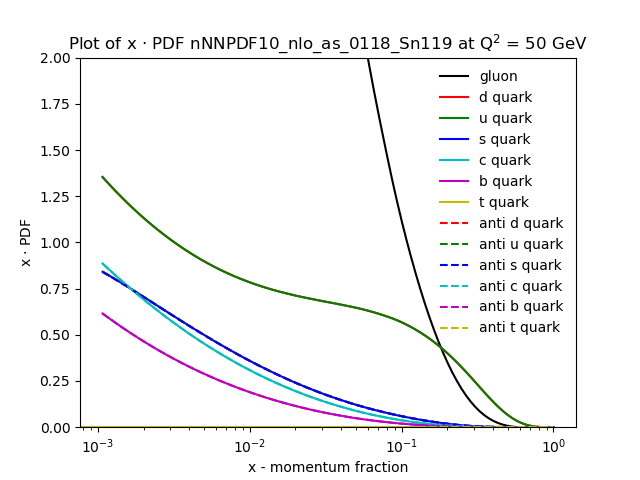 Plot of x · PDF nNNPDF10_nlo_as_0118_Sn119 at Q² = 50 GeV
2.00
1.75
1.50
1.25
1.00
0.75
0.50
0.25
0.00
x · PDF
gluon
d quark
u quark
s quark
c quark
b quark
t quark
anti d quark
anti u quark
anti s quark
anti c quark
anti b quark
anti t quark
10⁻³ 10⁻² 10⁻¹ 10⁰
x - momentum fraction